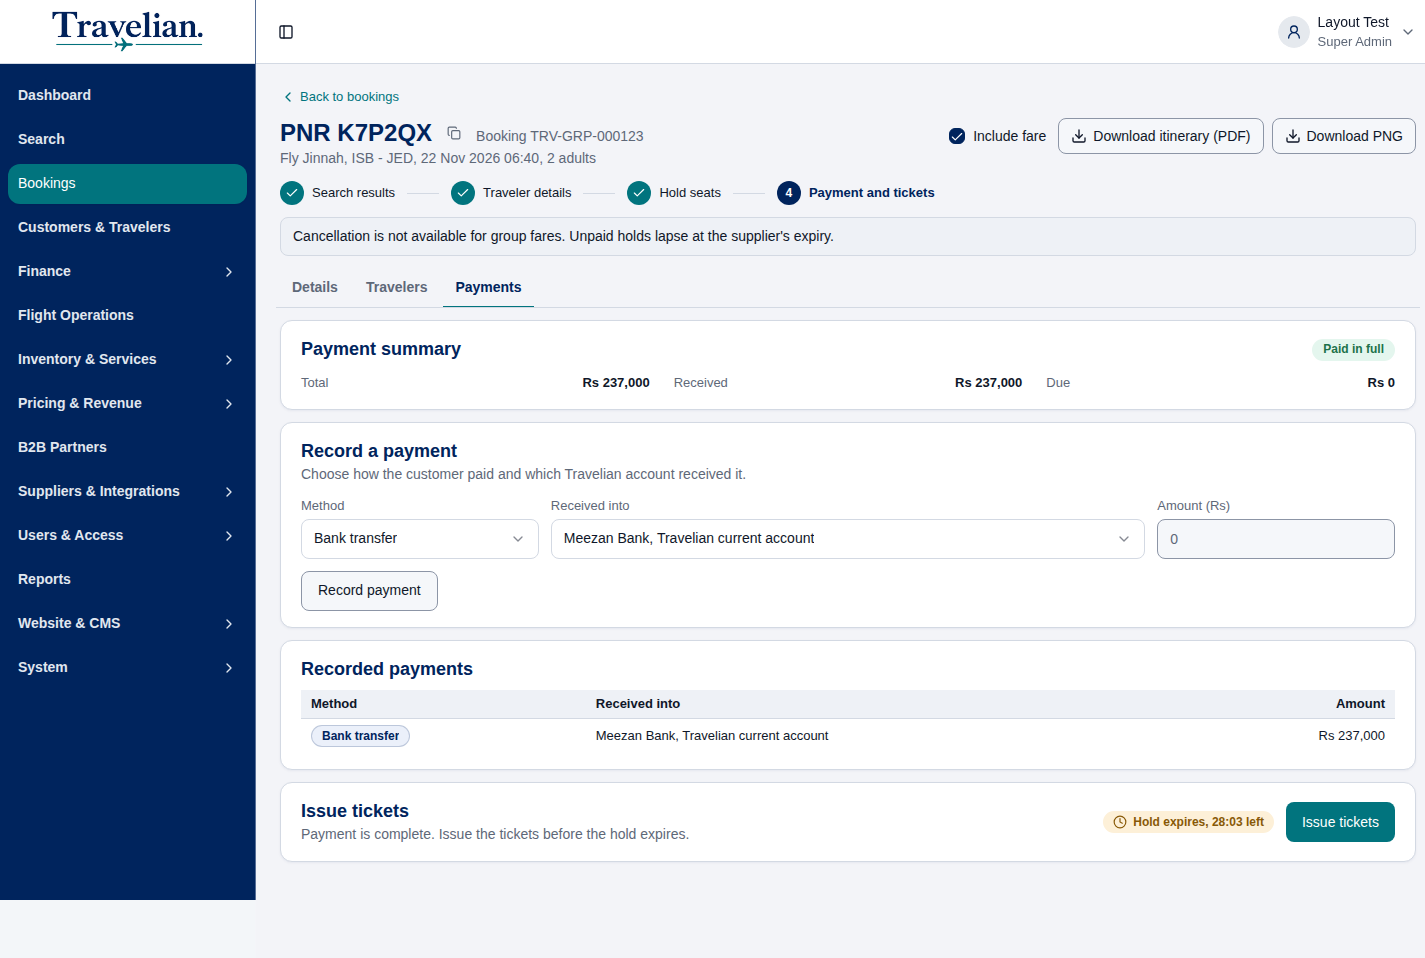 Travelian.
Layout Test
Super Admin
Dashboard
Search
Bookings
Customers & Travelers
Finance
Flight Operations
Inventory & Services
Pricing & Revenue
B2B Partners
Suppliers & Integrations
Users & Access
Reports
Website & CMS
System
Back to bookings
PNR K7P2QX Booking TRV-GRP-000123
Include fare Download itinerary (PDF) Download PNG
Fly Jinnah, ISB - JED, 22 Nov 2026 06:40, 2 adults
Search results Traveler details Hold seats 4 Payment and tickets
Cancellation is not available for group fares. Unpaid holds lapse at the supplier's expiry.
Details Travelers Payments
Payment summary Paid in full
Total Rs 237,000 Received Rs 237,000 Due Rs 0
Record a payment
Choose how the customer paid and which Travelian account received it.
Method Received into Amount (Rs)
Bank transfer Meezan Bank, Travelian current account 0
Record payment
Recorded payments
Method Received into Amount
Bank transfer Meezan Bank, Travelian current account Rs 237,000
Issue tickets
Payment is complete. Issue the tickets before the hold expires.
Hold expires, 28:03 left Issue tickets